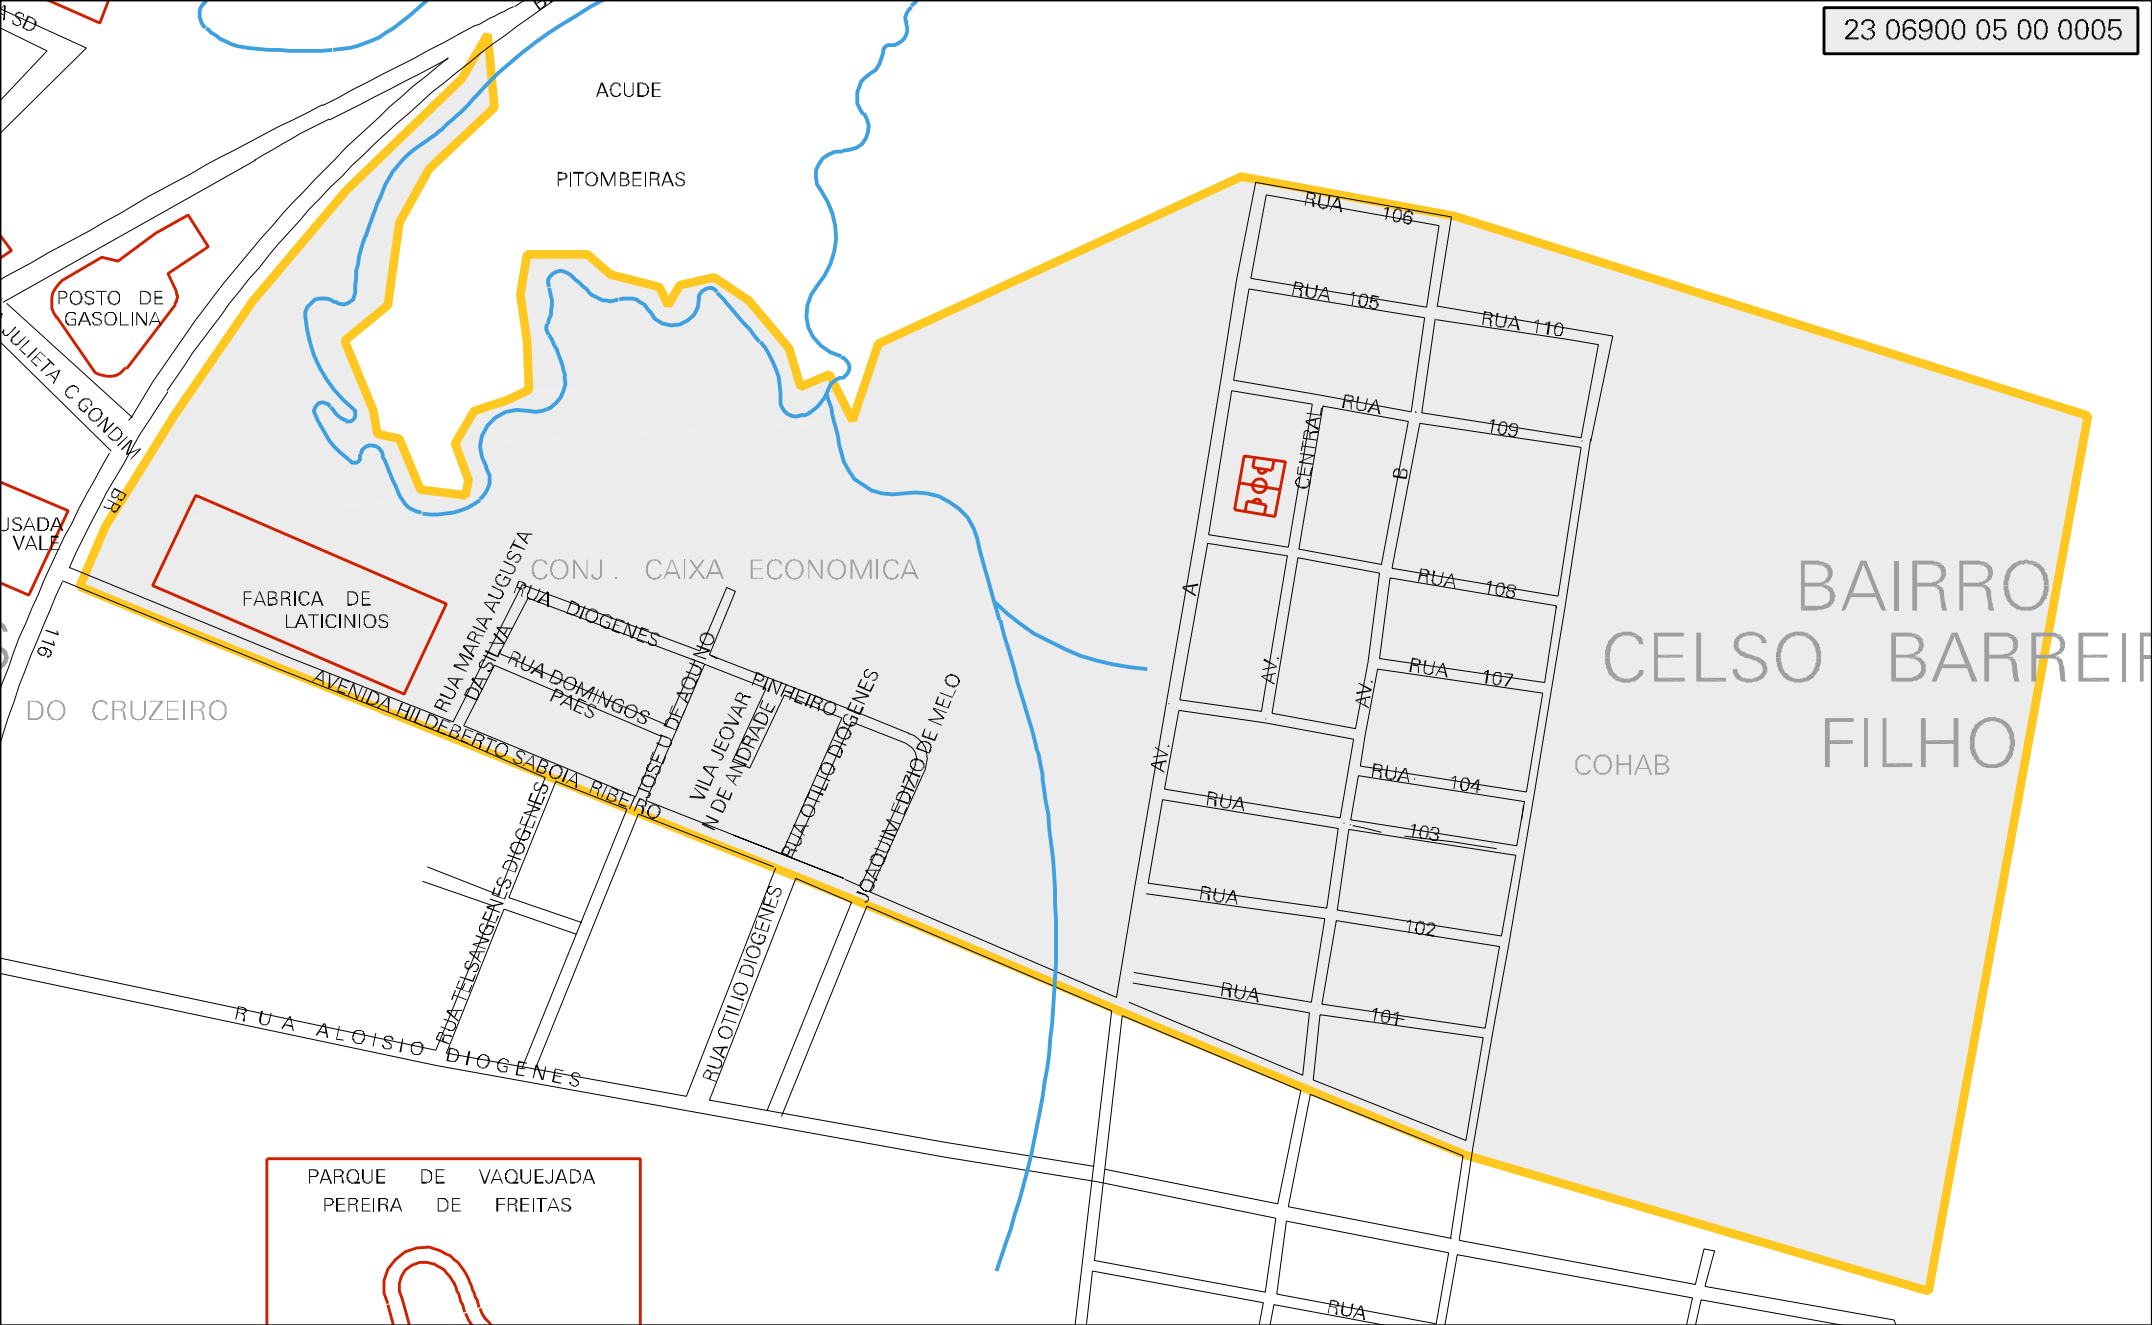 23 06900 05 00 0005
SD
ACUDE
PITOMBEIRAS
RUA 106
POSTO DE
GASOLINA
RUA 105
RUA 110
JULIETA C GONDIM
RUA 109
CENTRAL
B
BR
USADA
VALE
116
FABRICA DE
LATICINIOS
CONJ. CAIXA ECONOMICA
RUA MARIA AUGUSTA
DA SILVA
RUA DIOGENES PINHEIRO
RUA DOMINGOS
PAES
JOSE U DE AQUINO
VILA JEOVAR
N DE ANDRADE
RUA OTILIO DIOGENES
JOAQUIM EDIZIO DE MELO
AVENIDA HILDEBERTO SABOIA RIBEIRO
DO CRUZEIRO
A
AV.
AV.
AV.
RUA 108
RUA 107
RUA 104
RUA 103
RUA 102
RUA 101
BAIRRO
CELSO BARREIR
FILHO
COHAB
RUA TELSANGENES DIOGENES
RUA OTILIO DIOGENES
RUA ALOISIO DIOGENES
PARQUE DE VAQUEJADA
PEREIRA DE FREITAS
RUA